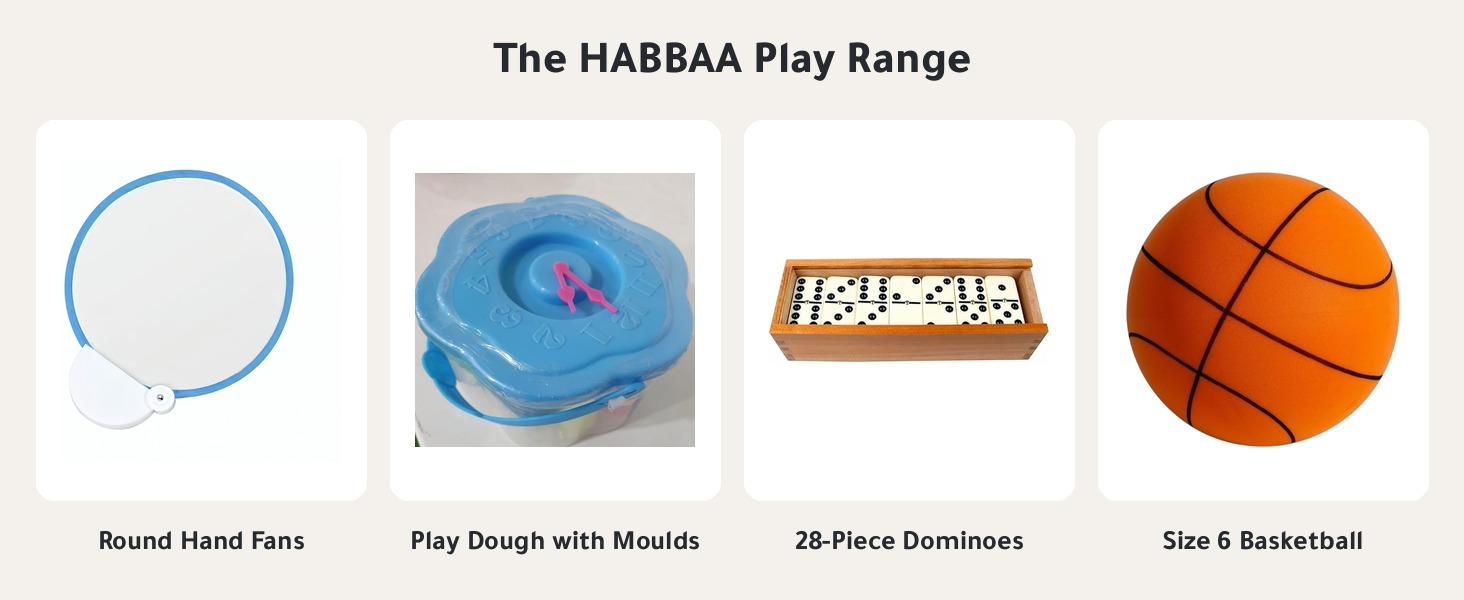 The HABBAA Play Range
Round Hand Fans
Play Dough with Moulds
28-Piece Dominoes
Size 6 Basketball